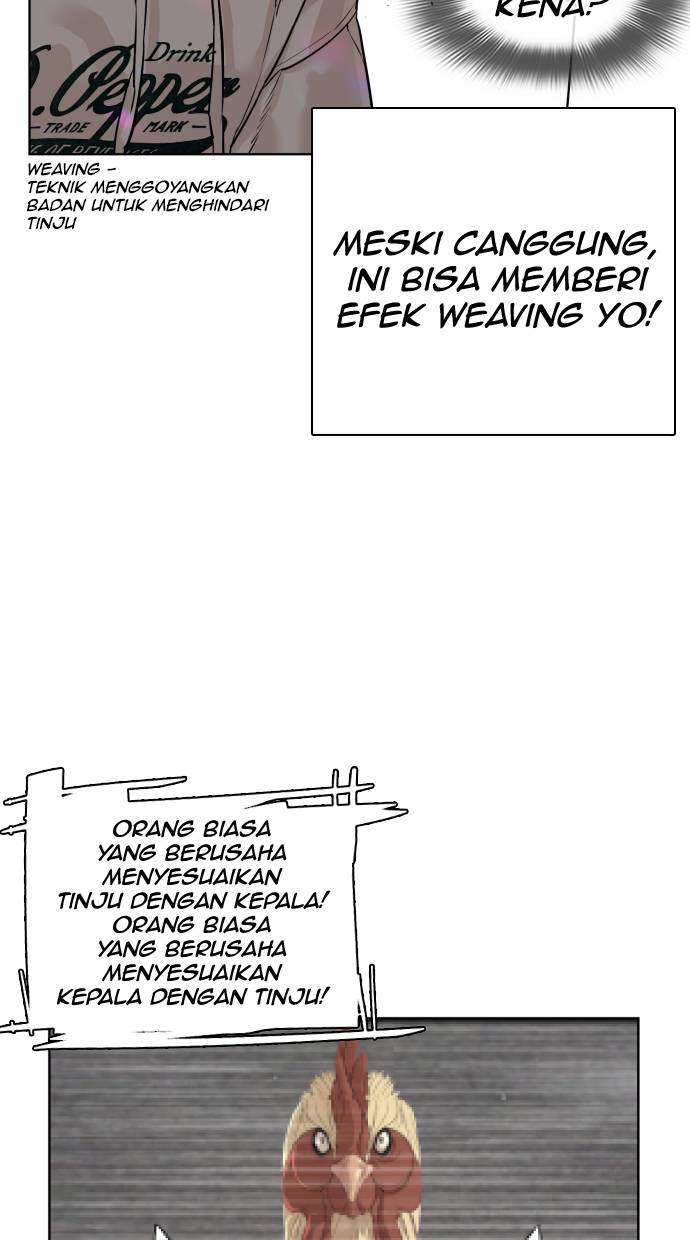 KENA?
Drink
Pepper
— TRADE MARK —
WEAVING -
TEKNIK MENGGOYANGKAN
BADAN UNTUK MENGHINDARI
TINJU
MESKI CANGGUNG,
INI BISA MEMBERI
EFEK WEAVING YO!
ORANG BIASA
YANG BERUSAHA
MENYESUAIKAN
TINJU DENGAN KEPALA!
ORANG BIASA
YANG BERUSAHA
MENYESUAIKAN
KEPALA DENGAN TINJU!